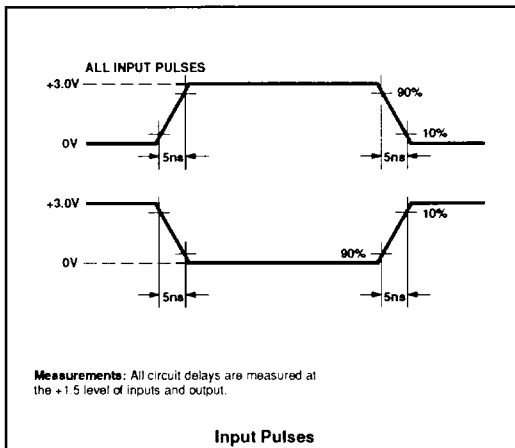 ALL INPUT PULSES
+3.0V
90%
10%
0V
5ns
5ns
+3.0V
10%
90%
0V
5ns
5ns
Measurements: All circuit delays are measured at
the +1.5 level of inputs and output.
Input Pulses